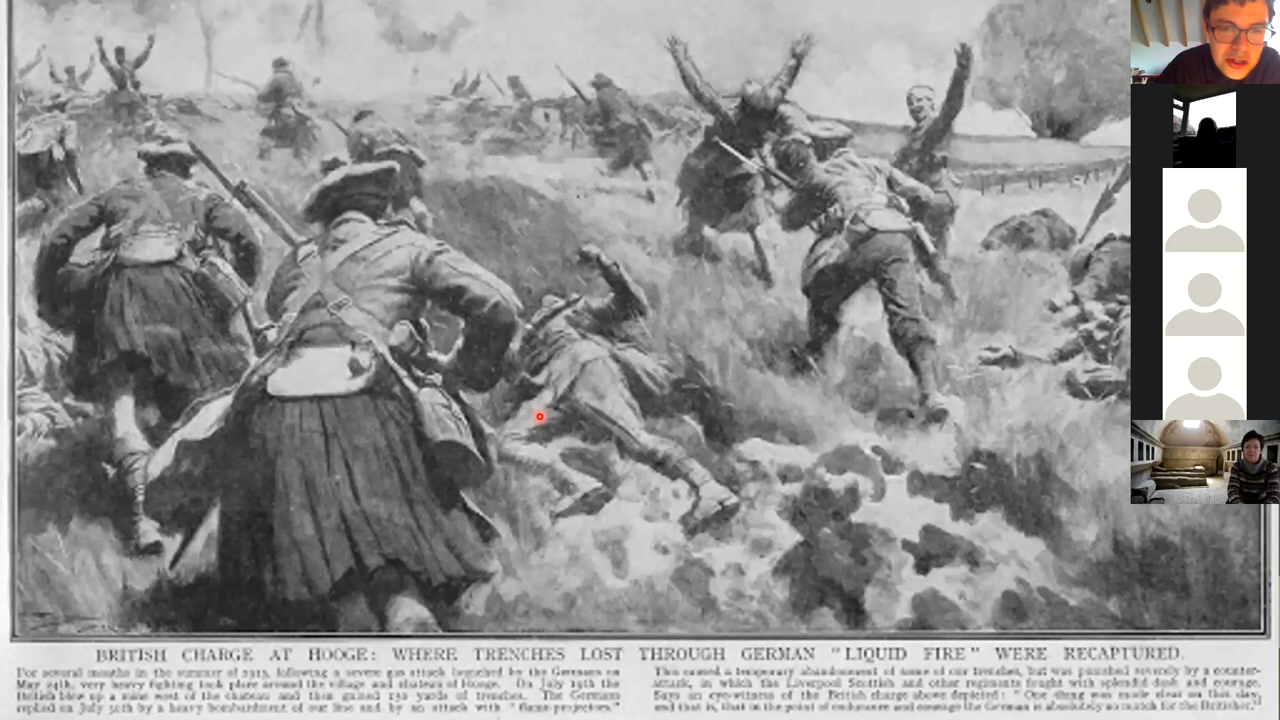 BRITISH CHARGE AT HOOGE: WHERE TRENCHES LOST THROUGH GERMAN "LIQUID FIRE" WERE RECAPTURED.
For several months in the summer of 1915, following a severe gas attack launched by the Germans on
May 24th, very heavy fighting took place around the village and château of Hooge. On July 19th the
British blew a mine west of the château and then gained 150 yards of trenches. The Germans
replied on July 30th by a heavy bombardment of our line and by an attack with "flame-projectors."
This caused a temporary abandonment of some of our trenches, but was punished severely by a counter-
attack, in which the Liverpool Scottish and other regiments fought with splendid dash and courage.
Says an eye-witness of the British charge above depicted: "One thing was made clear on this day,
and that is, that in the point of endurance and courage the German is absolutely no match for the Britisher."